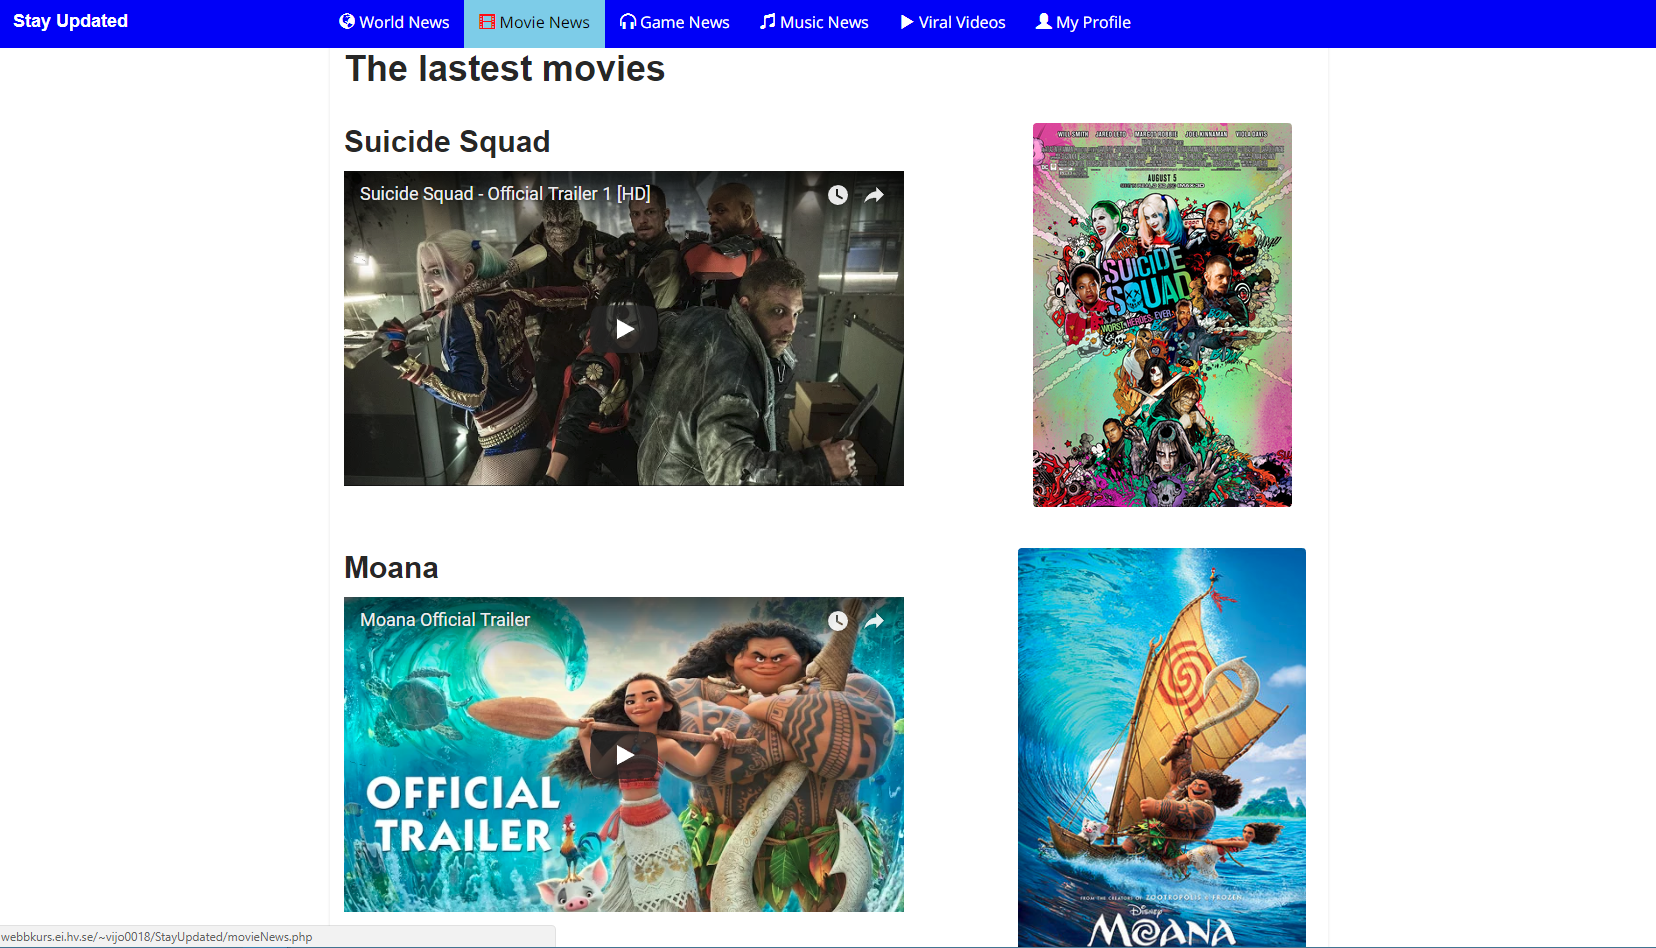 Stay Updated
World News
Movie News
Game News
Music News
Viral Videos
My Profile
The lastest movies
Suicide Squad
Suicide Squad - Official Trailer 1 [HD]
WILL SMITH JARED LETO MARGOT ROBBIE JOEL KINNAMAN VIOLA DAVIS
AUGUST 5
SUICIDE
SQUAD
WORST. HEROES. EVER.
Moana
Moana Official Trailer
OFFICIAL
TRAILER
FROM THE CREATORS OF ZOOTROPOLIS & FROZEN
Disney
MOANA
webbkurs.ei.hv.se/~vijo0018/StayUpdated/movieNews.php